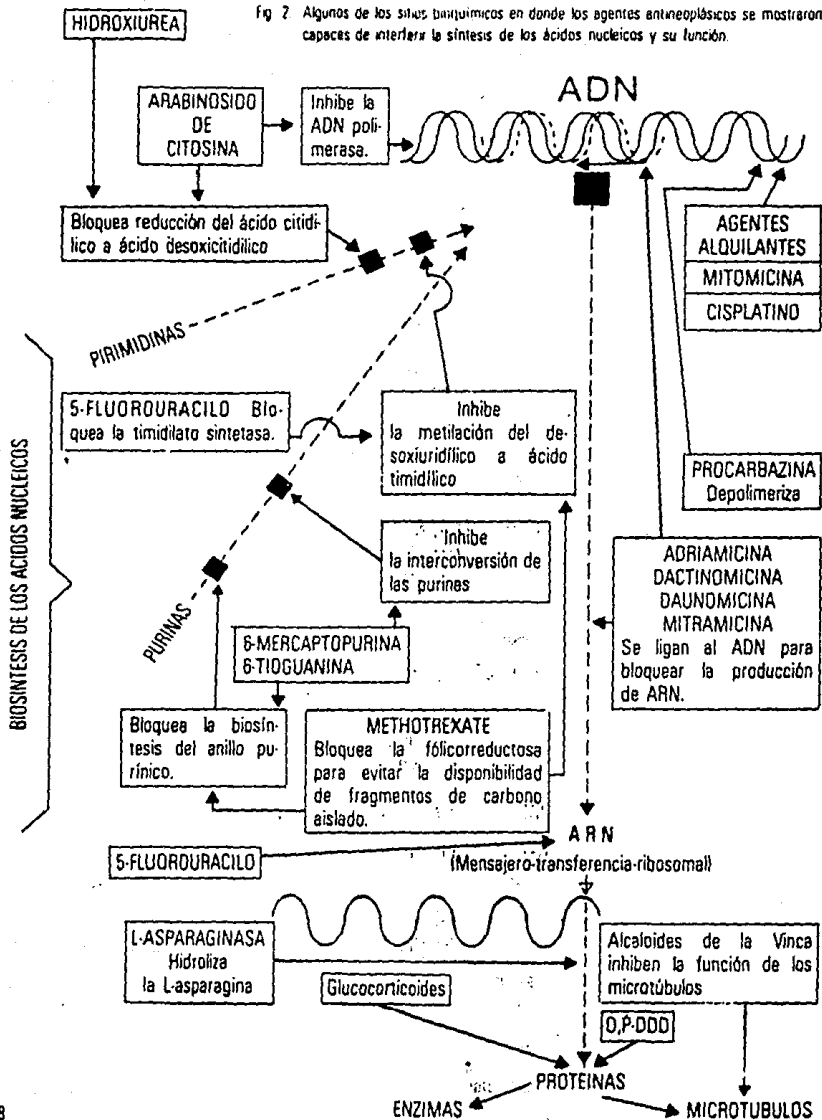 Fig 2 Algunos de los sitios bioquímicos en donde los agentes antineoplásicos se mostraron
capaces de interferir la síntesis de los ácidos nucleicos y su función.
HIDROXIUREA
ADN
ARABINOSIDO
DE
CITOSINA
Inhibe la
ADN poli-
merasa.
Bloquea reducción del ácido citidí-
lico a ácido desoxicitidílico
AGENTES
ALQUILANTES
MITOMICINA
CISPLATINO
PIRIMIDINAS
5-FLUOROURACILO Blo-
quea la timidilato sintetasa.
Inhibe
la metilación del de-
soxiuridílico a ácido
timidílico
PROCARBAZINA
Depolimeriza
BIOSINTESIS DE LOS ACIDOS NUCLEICOS
Inhibe
la interconversión de
las purinas
ADRIAMICINA
DACTINOMICINA
DAUNOMICINA
MITRAMICINA
Se ligan al ADN para
bloquear la producción
de ARN.
PURINAS
6-MERCAPTOPURINA
6-TIOGUANINA
Bloquea la biosín-
tesis del anillo pu-
rínico.
METHOTREXATE
Bloquea la fólicorreductosa
para evitar la disponibilidad
de fragmentos de carbono
aislado.
ARN
(Mensajero-transferencia-ribosomal)
5-FLUOROURACILO
L-ASPARAGINASA
Hidroliza
la L-asparagina
Glucocorticoides
Alcaloides de la Vinca
inhiben la función de los
microtúbulos
O,P-DDD
PROTEINAS
ENZIMAS
MICROTUBULOS
8